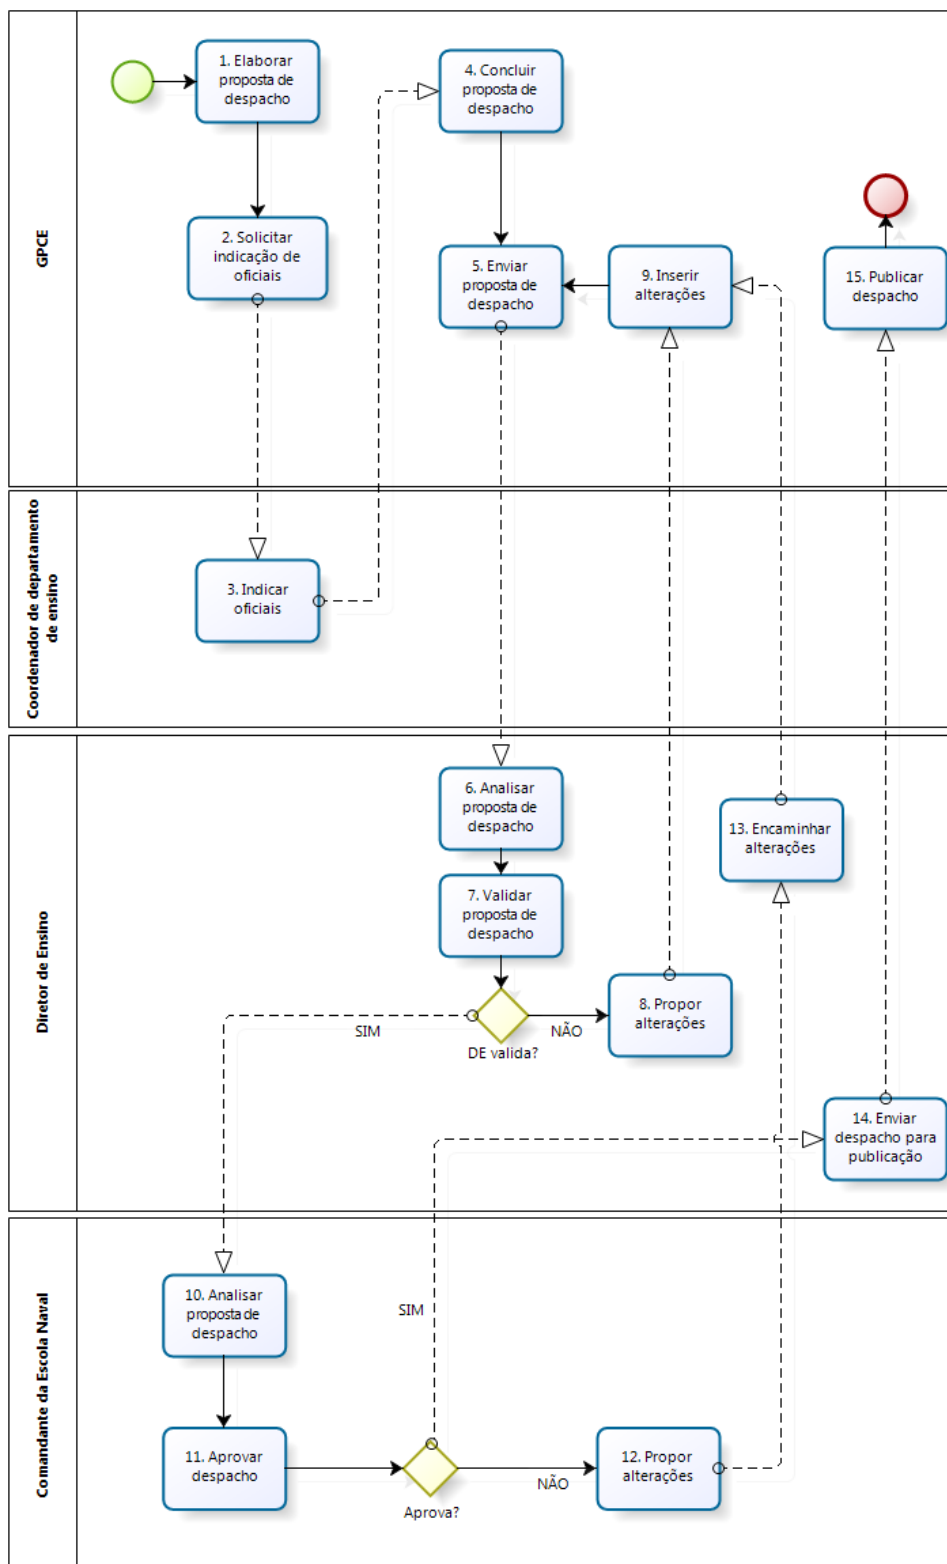 GPCE
1. Elaborar
proposta de
despacho
2. Solicitar
indicação de
oficiais
4. Concluir
proposta de
despacho
5. Enviar
proposta de
despacho
9. Inserir
alterações
15. Publicar
despacho
Coordenador de departamento
de ensino
3. Indicar
oficiais
Diretor de Ensino
6. Analisar
proposta de
despacho
7. Validar
proposta de
despacho
DE valida?
SIM
NÃO
8. Propor
alterações
13. Encaminhar
alterações
14. Enviar
despacho para
publicação
Comandante da Escola Naval
10. Analisar
proposta de
despacho
11. Aprovar
despacho
Aprova?
SIM
NÃO
12. Propor
alterações